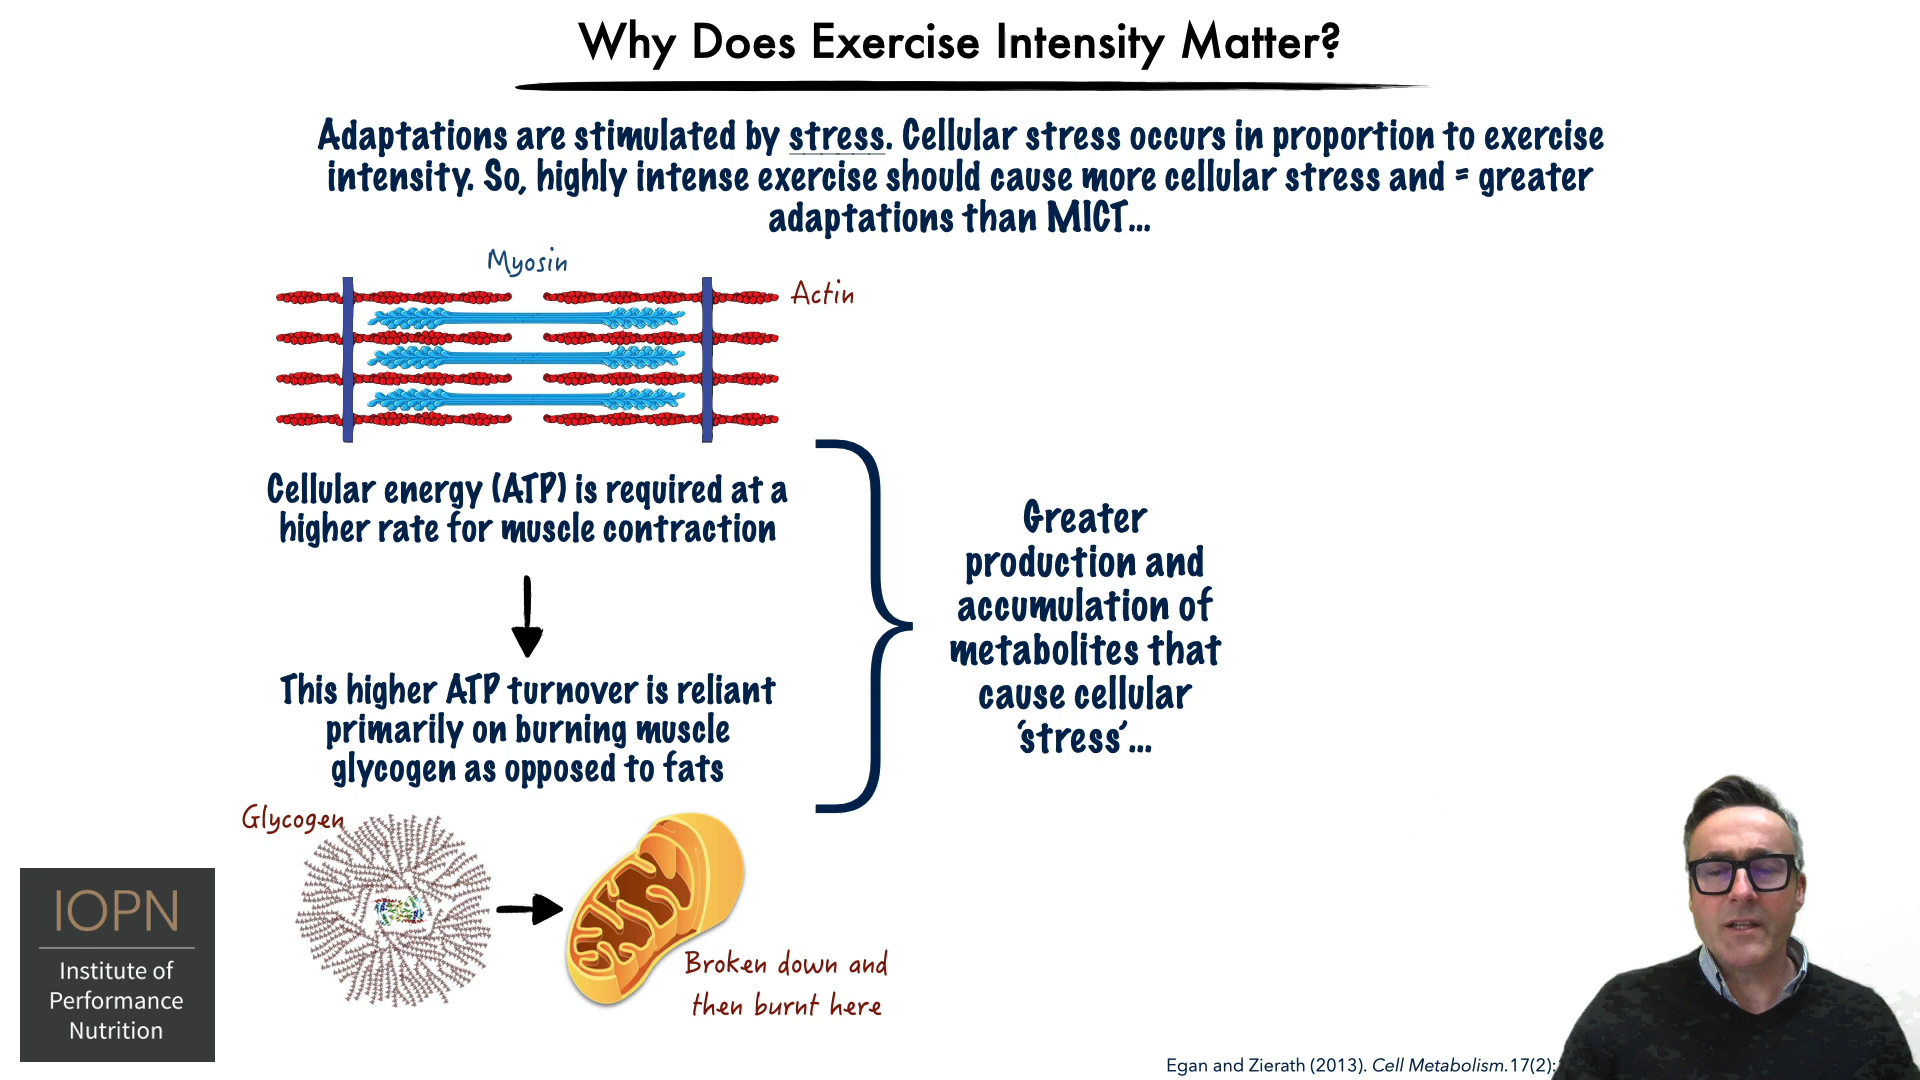 Why Does Exercise Intensity Matter?
Adaptations are stimulated by stress. Cellular stress occurs in proportion to exercise
intensity. So, highly intense exercise should cause more cellular stress and = greater
adaptations than MICT...
Myosin
Actin
Cellular energy (ATP) is required at a
higher rate for muscle contraction
This higher ATP turnover is reliant
primarily on burning muscle
glycogen as opposed to fats
Greater
production and
accumulation of
metabolites that
cause cellular
‘stress’...
Glycogen
Broken down and
then burnt here
IOPN
Institute of
Performance
Nutrition
Egan and Zierath (2013). Cell Metabolism.17(2):